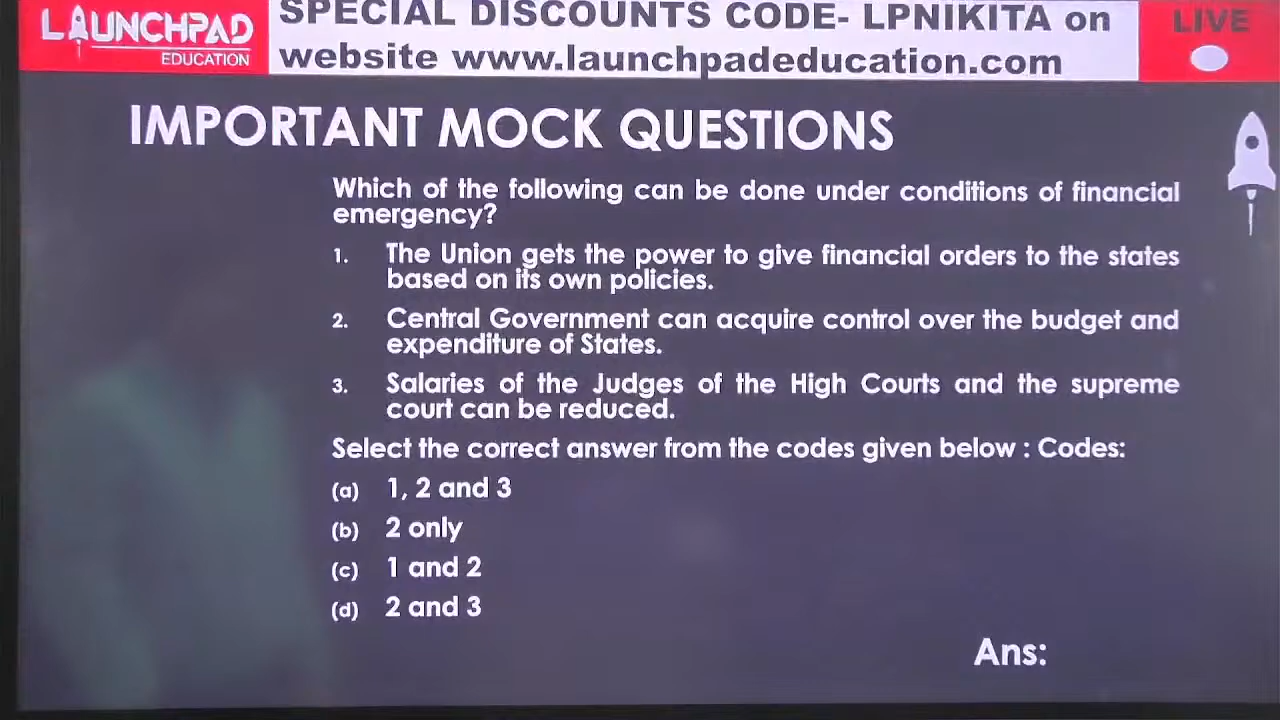 LAUNCHPAD
EDUCATION
SPECIAL DISCOUNTS CODE- LPNIKITA on
website www.launchpadeducation.com
LIVE
IMPORTANT MOCK QUESTIONS
Which of the following can be done under conditions of financial
emergency?
1. The Union gets the power to give financial orders to the states
based on its own policies.
2. Central Government can acquire control over the budget and
expenditure of States.
3. Salaries of the Judges of the High Courts and the supreme
court can be reduced.
Select the correct answer from the codes given below : Codes:
(a) 1, 2 and 3
(b) 2 only
(c) 1 and 2
(d) 2 and 3
Ans: